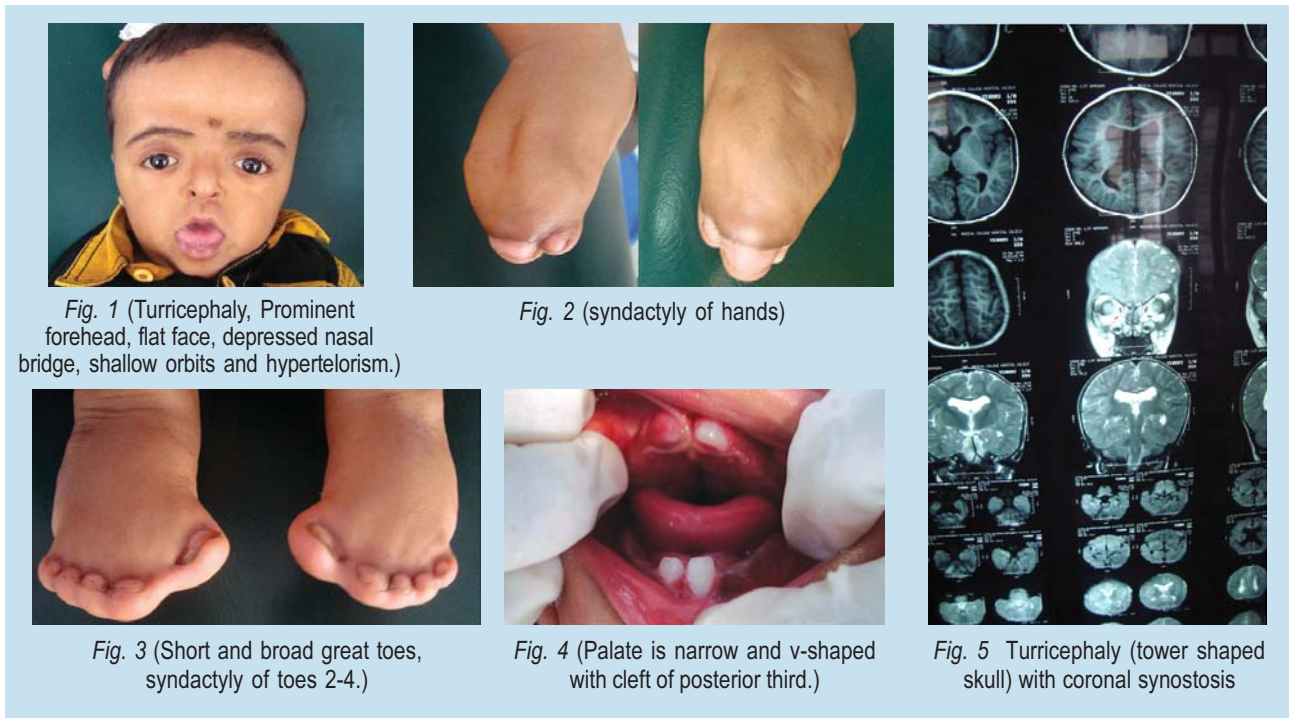 Fig. 1 (Turricephaly, Prominent
forehead, flat face, depressed nasal
bridge, shallow orbits and hypertelorism.)
Fig. 2 (syndactyly of hands)
Fig. 3 (Short and broad great toes,
syndactyly of toes 2-4.)
Fig. 4 (Palate is narrow and v-shaped
with cleft of posterior third.)
Fig. 5 Turricephaly (tower shaped
skull) with coronal synostosis